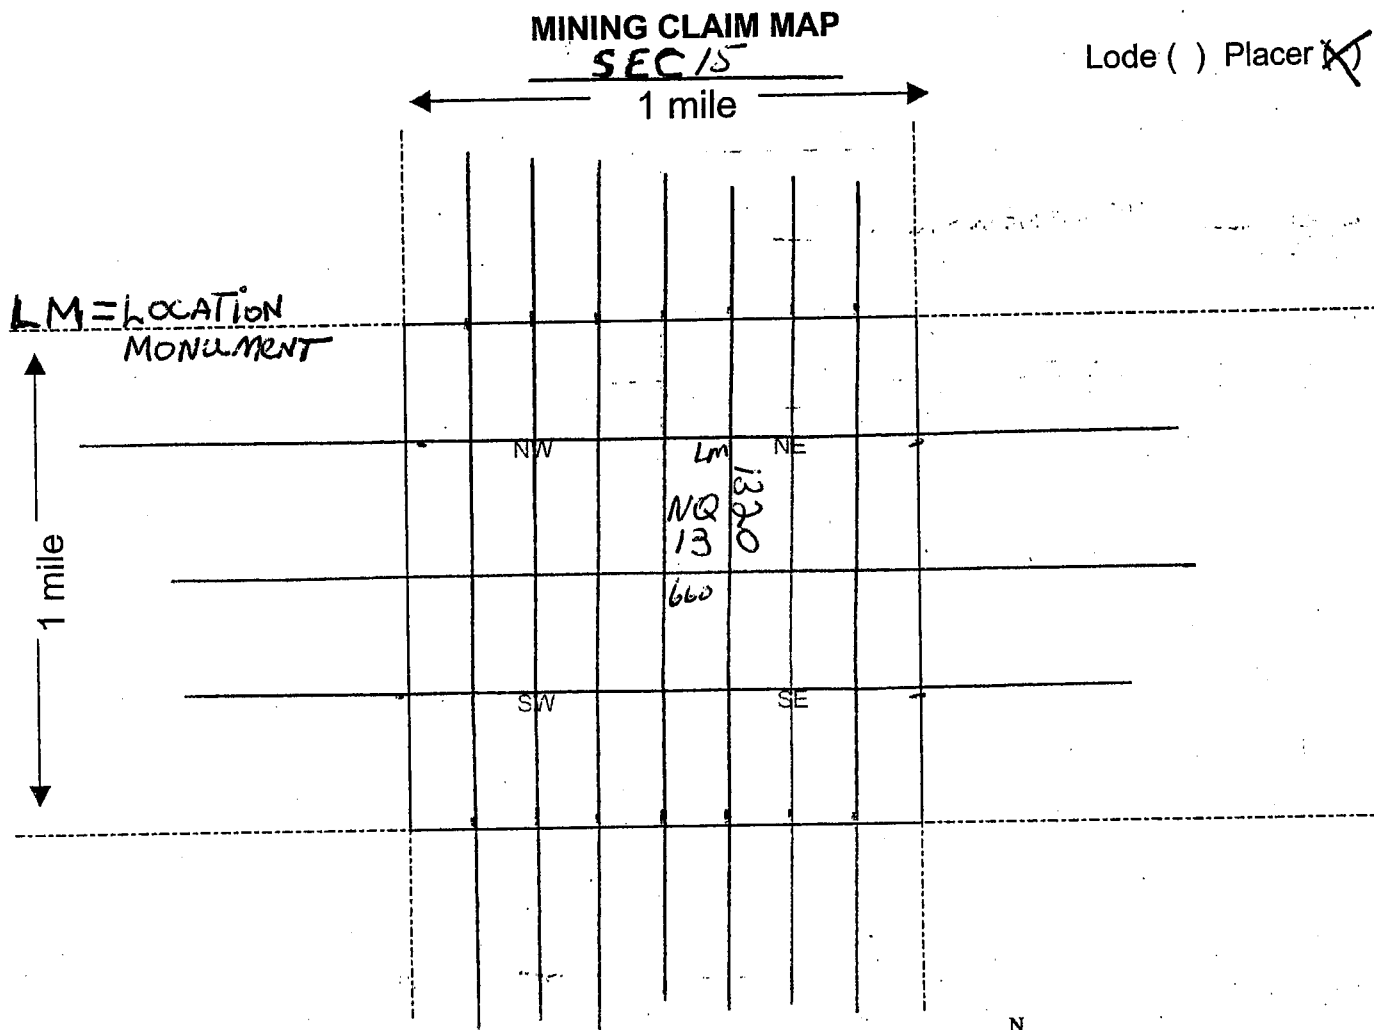 MINING CLAIM MAP
SEC 15
Lode ( ) Placer (X)
1 mile
LM = LOCATION
MONUMENT
1 mile
NW
LM
NE
NQ
13
1320
660
SW
SE
N